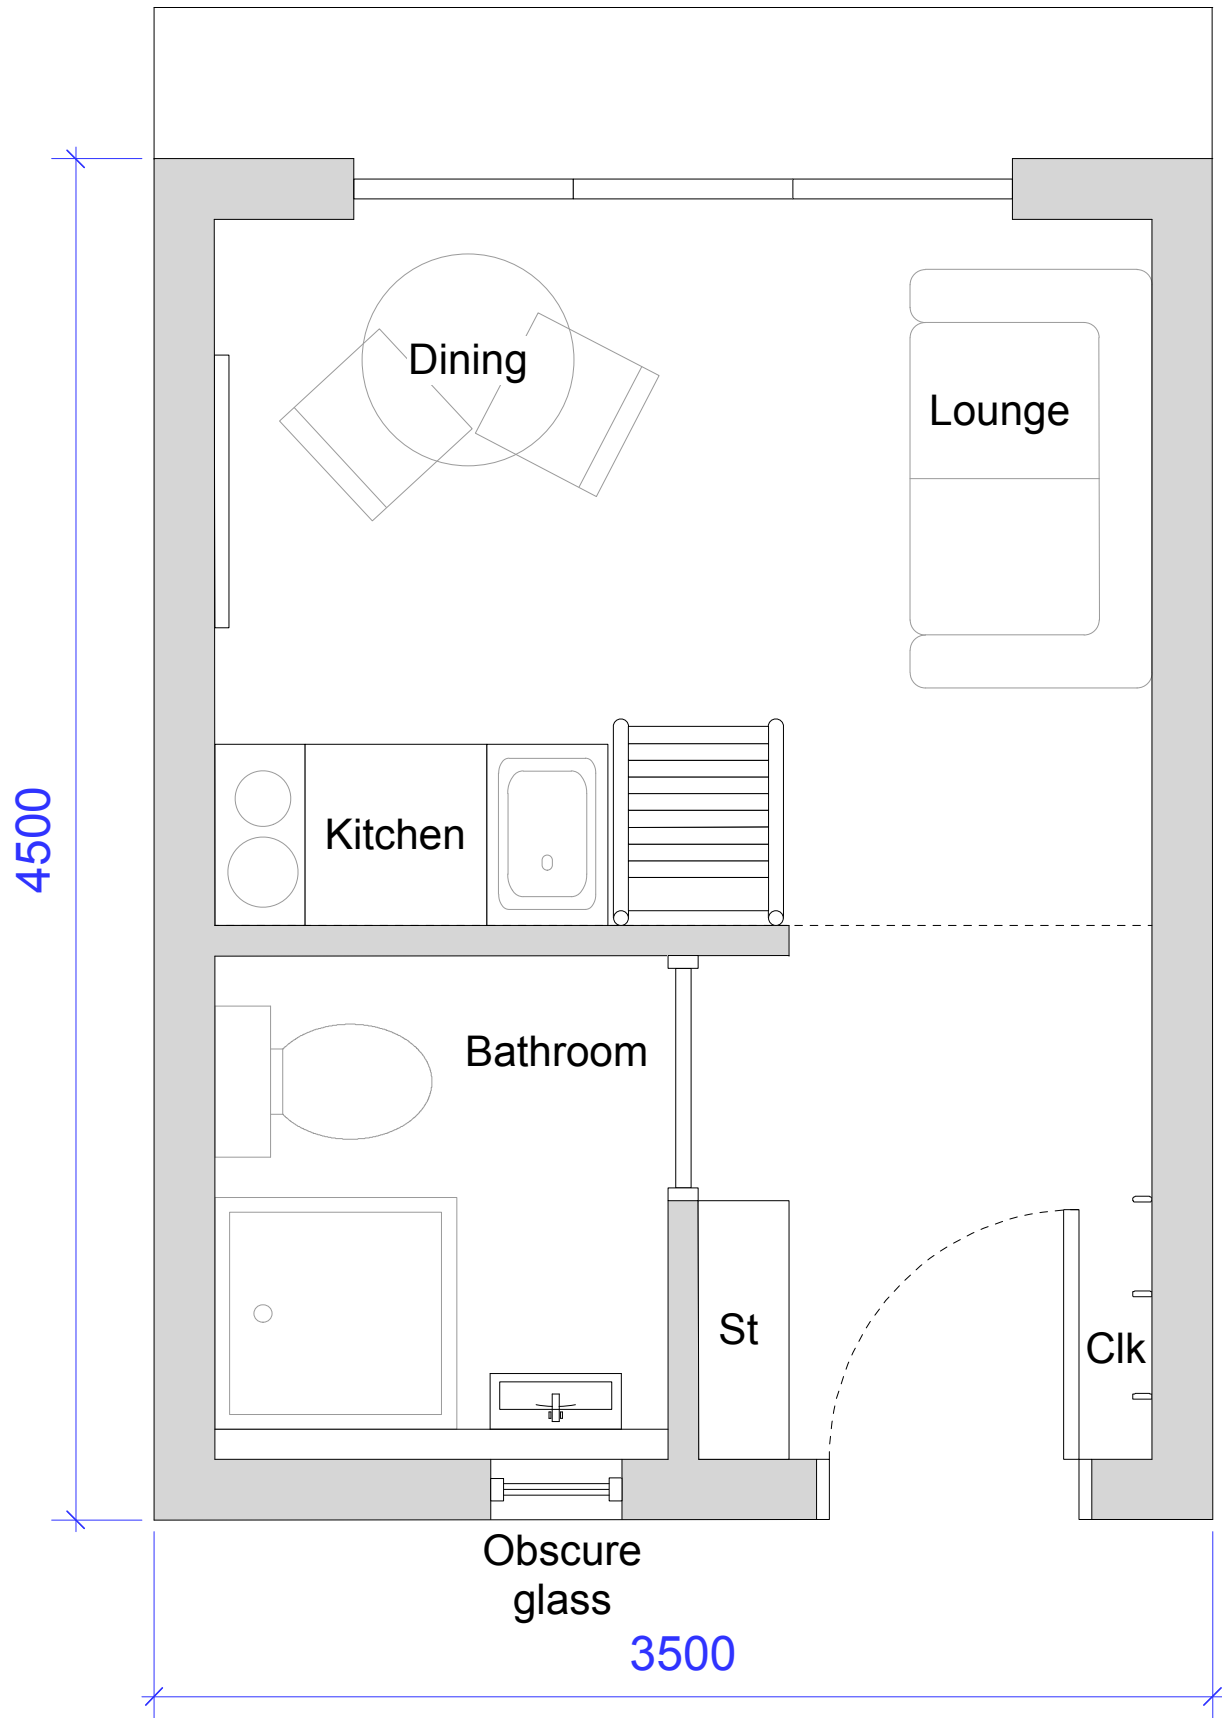 Dining
Lounge
4500
Kitchen
Bathroom
St
Clk
Obscure
glass
3500